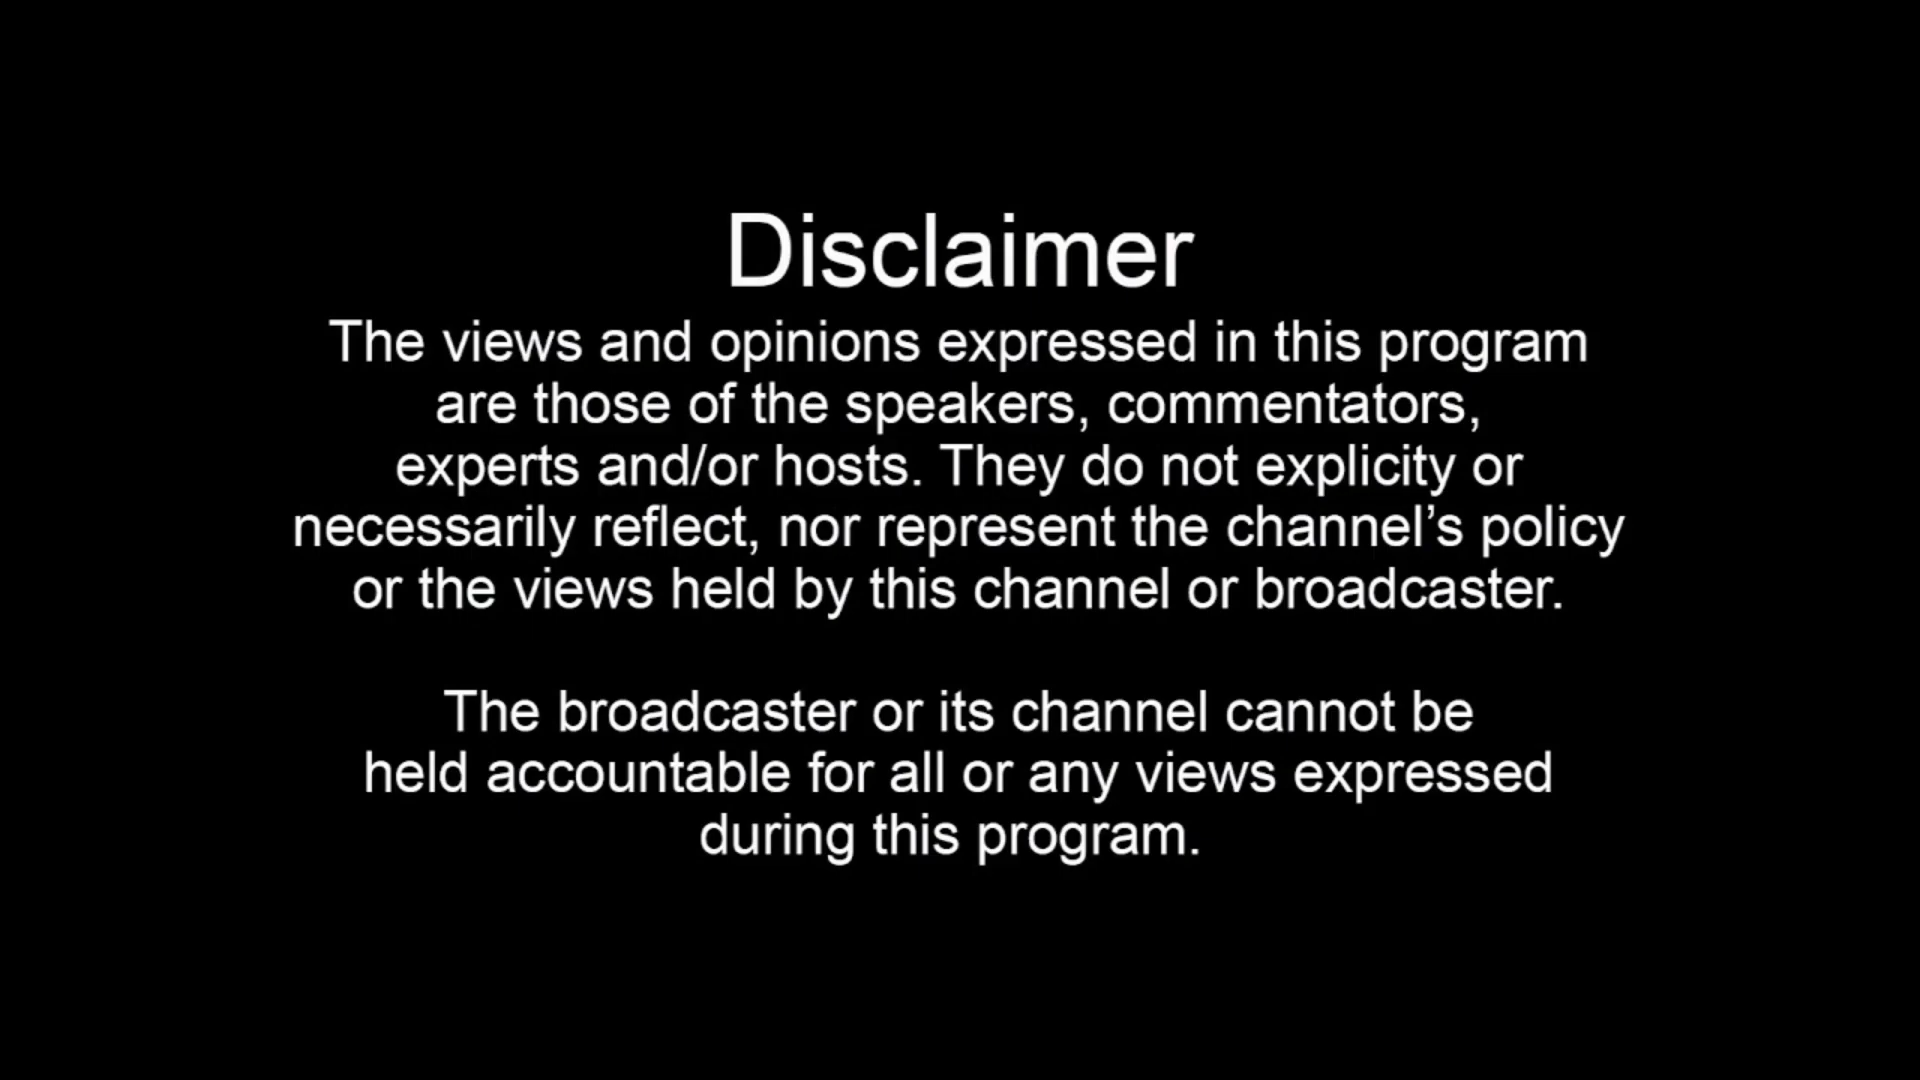 Disclaimer
The views and opinions expressed in this program
are those of the speakers, commentators,
experts and/or hosts. They do not explicity or
necessarily reflect, nor represent the channel’s policy
or the views held by this channel or broadcaster.
The broadcaster or its channel cannot be
held accountable for all or any views expressed
during this program.